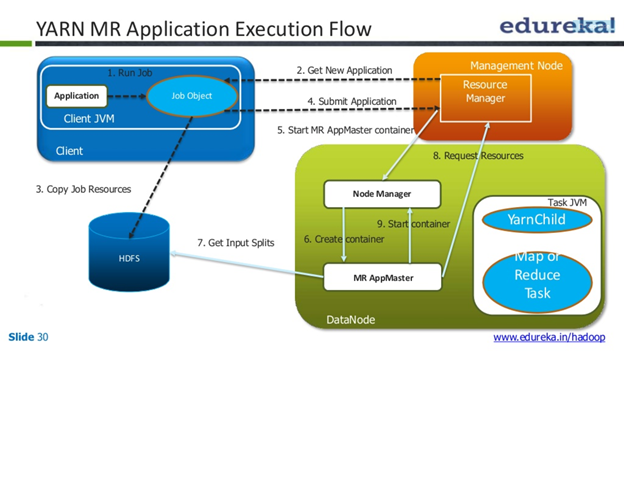 YARN MR Application Execution Flow
edureka!
1. Run Job
Application
Job Object
Client JVM
Client
2. Get New Application
4. Submit Application
Management Node
Resource
Manager
5. Start MR AppMaster container
8. Request Resources
3. Copy Job Resources
HDFS
7. Get Input Splits
Node Manager
9. Start container
6. Create container
MR AppMaster
DataNode
Task JVM
YarnChild
Map or
Reduce
Task
Slide 30
www.edureka.in/hadoop